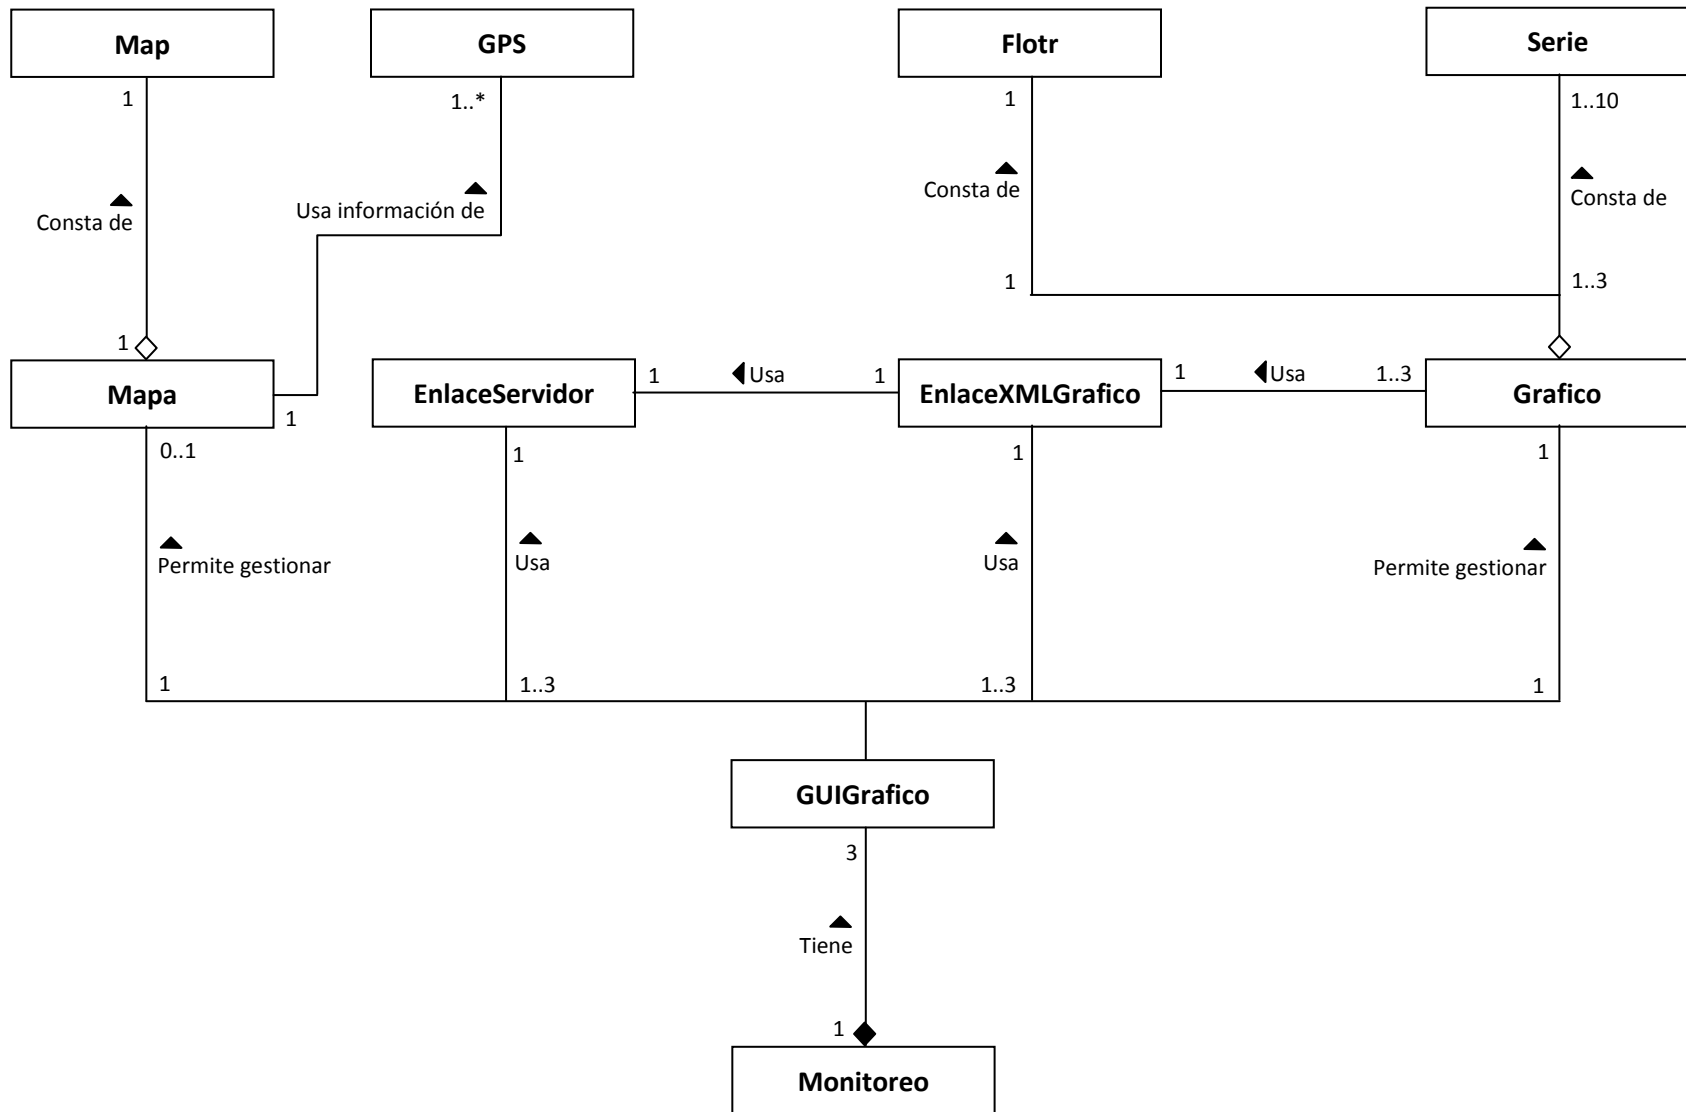 Map
GPS
Flotr
Serie
1
1..*
1
1..10
Consta de
Usa información de
Consta de
Consta de
1
1..3
1
Mapa
EnlaceServidor
EnlaceXMLGrafico
Grafico
1
1
Usa
1
1
Usa
1..3
0..1
1
1
1
Permite gestionar
Usa
Usa
Permite gestionar
1
1..3
1..3
1
GUIGrafico
3
Tiene
1
Monitoreo